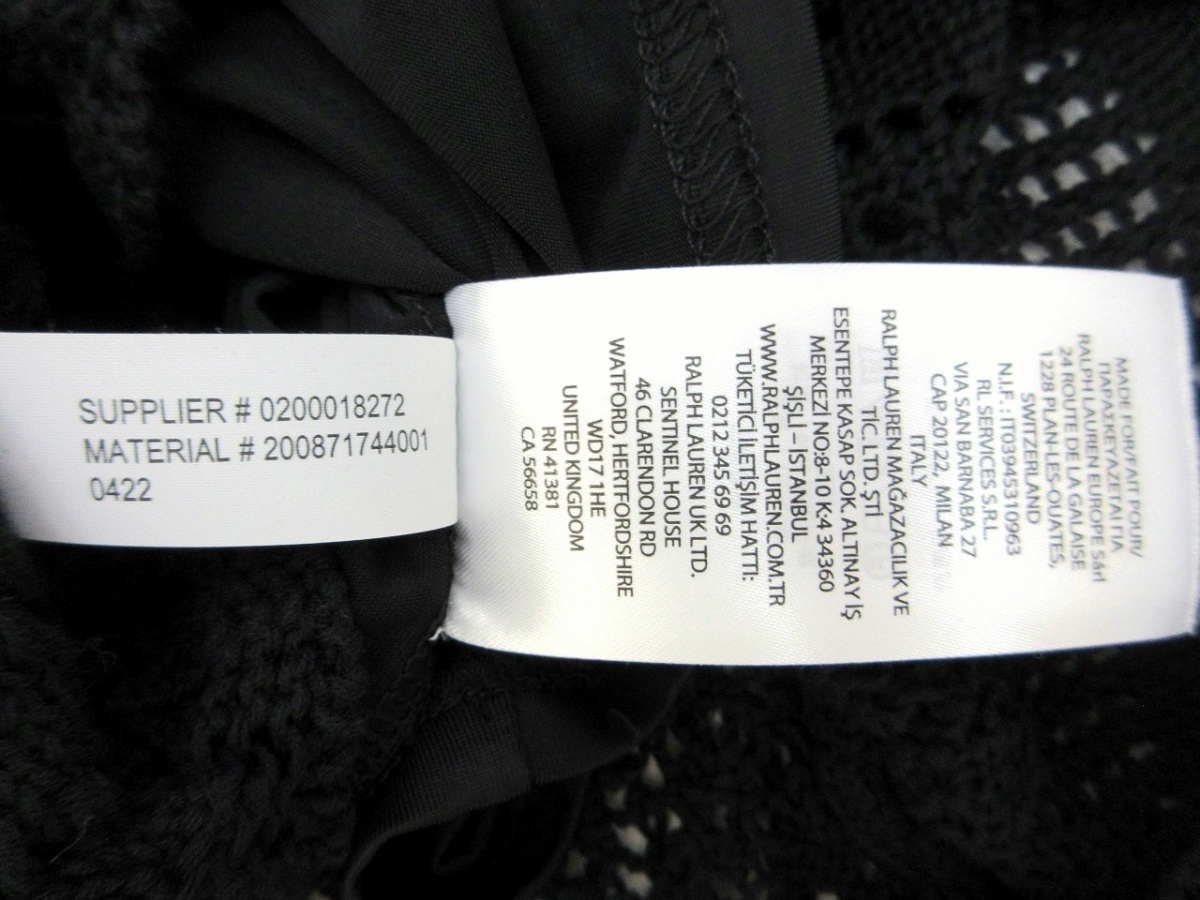 SUPPLIER # 0200018272
MATERIAL # 200871744001
0422
MADE FOR/FAIT POUR/
ΠΑΡΑΣΚΕΥΑΖΕΤΑΙ ΓΙΑ
RALPH LAUREN EUROPE Sárl
24 ROUTE DE LA GALAISE
1228 PLAN-LES-OUATES,
SWITZERLAND
N.I.F.: IT03945310963
RL SERVICES S.R.L.
VIA SAN BARNABA 27
CAP 20122, MILAN
ITALY
RALPH LAUREN MAĞAZACILIK VE
TİC. LTD. ŞTİ
ESENTEPE KASAP SOK. ALTINAY İŞ
MERKEZİ NO:8-10 K:4 34360
ŞİŞLİ – İSTANBUL
WWW.RALPHLAUREN.COM.TR
TÜKETİCİ İLETİŞİM HATTI:
0212 345 69 69
RALPH LAUREN UK LTD.
SENTINEL HOUSE
46 CLARENDON RD
WATFORD, HERTFORDSHIRE
WD17 1HE
UNITED KINGDOM
RN 41381
CA 56658